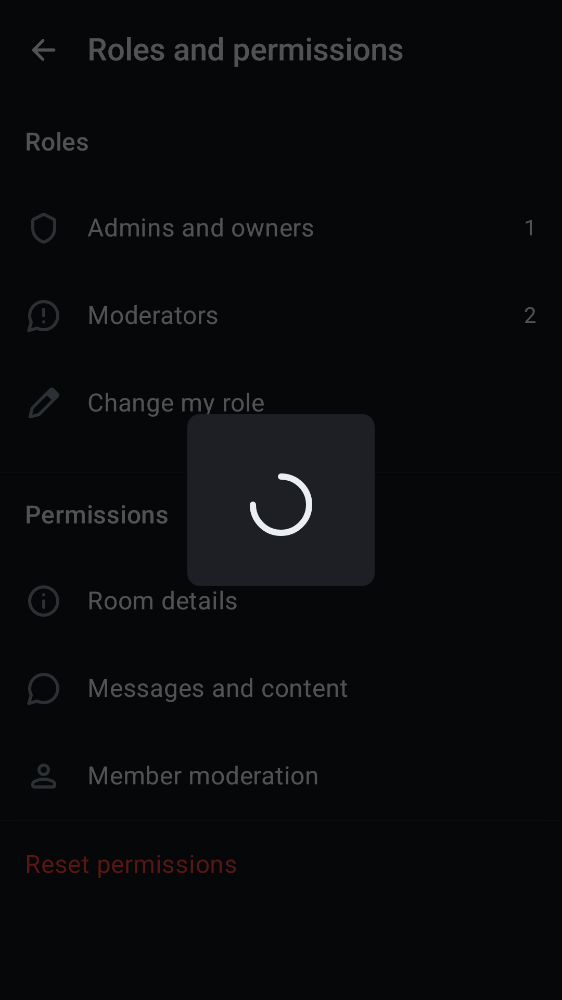 Roles and permissions
Roles
Admins and owners 1
Moderators 2
Change my role
Permissions
Room details
Messages and content
Member moderation
Reset permissions